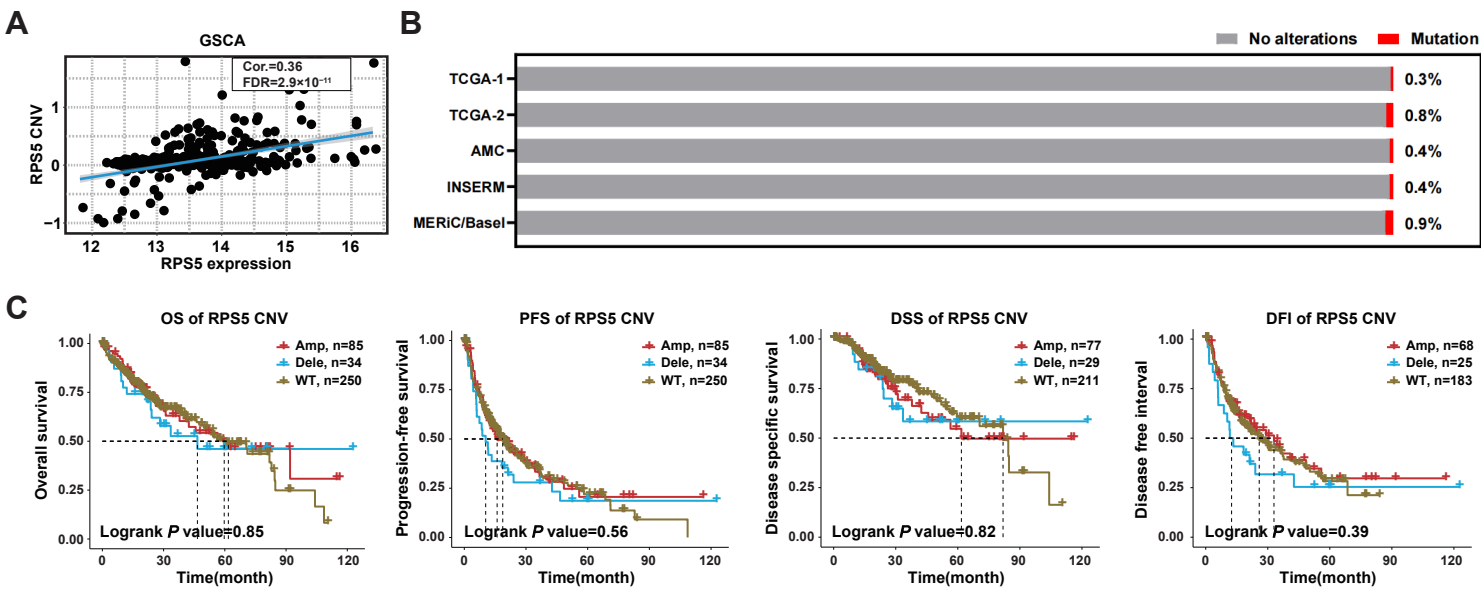 A
GSCA
Cor.=0.36
FDR=2.9×10⁻¹¹
RPS5 CNV
1
0
−1
12 13 14 15 16
RPS5 expression
B
No alterations Mutation
TCGA-1 0.3%
TCGA-2 0.8%
AMC 0.4%
INSERM 0.4%
MERiC/Basel 0.9%
C
OS of RPS5 CNV
Amp, n=85
Dele, n=34
WT, n=250
Overall survival
1.00
0.75
0.50
0.25
0.00
Logrank P value=0.85
0 30 60 90 120
Time(month)
PFS of RPS5 CNV
Amp, n=85
Dele, n=34
WT, n=250
Progression-free survival
1.00
0.75
0.50
0.25
0.00
Logrank P value=0.56
0 30 60 90 120
Time(month)
DSS of RPS5 CNV
Amp, n=77
Dele, n=29
WT, n=211
Disease specific survival
1.00
0.75
0.50
0.25
0.00
Logrank P value=0.82
0 30 60 90 120
Time(month)
DFI of RPS5 CNV
Amp, n=68
Dele, n=25
WT, n=183
Disease free interval
1.00
0.75
0.50
0.25
0.00
Logrank P value=0.39
0 30 60 90 120
Time(month)